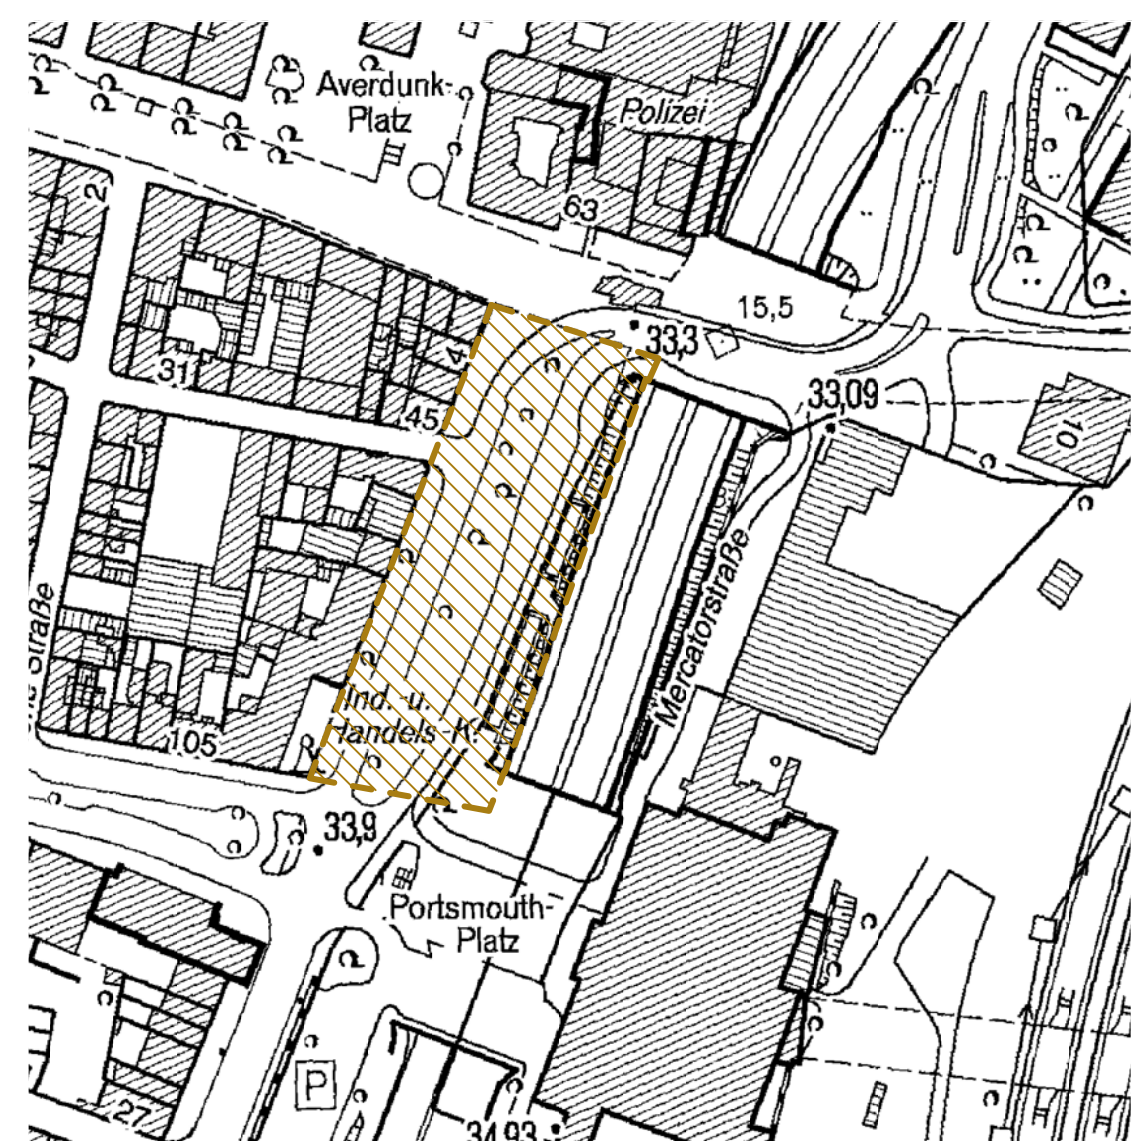 Averdunk-
Platz
Polizei
2
63
15,5
33,3
4
31
45
33,09
10
Mercatorstraße
Straße
Ind.-u.
Handels-K.
105
33,9
Portsmouth-
Platz
P
27
34,93